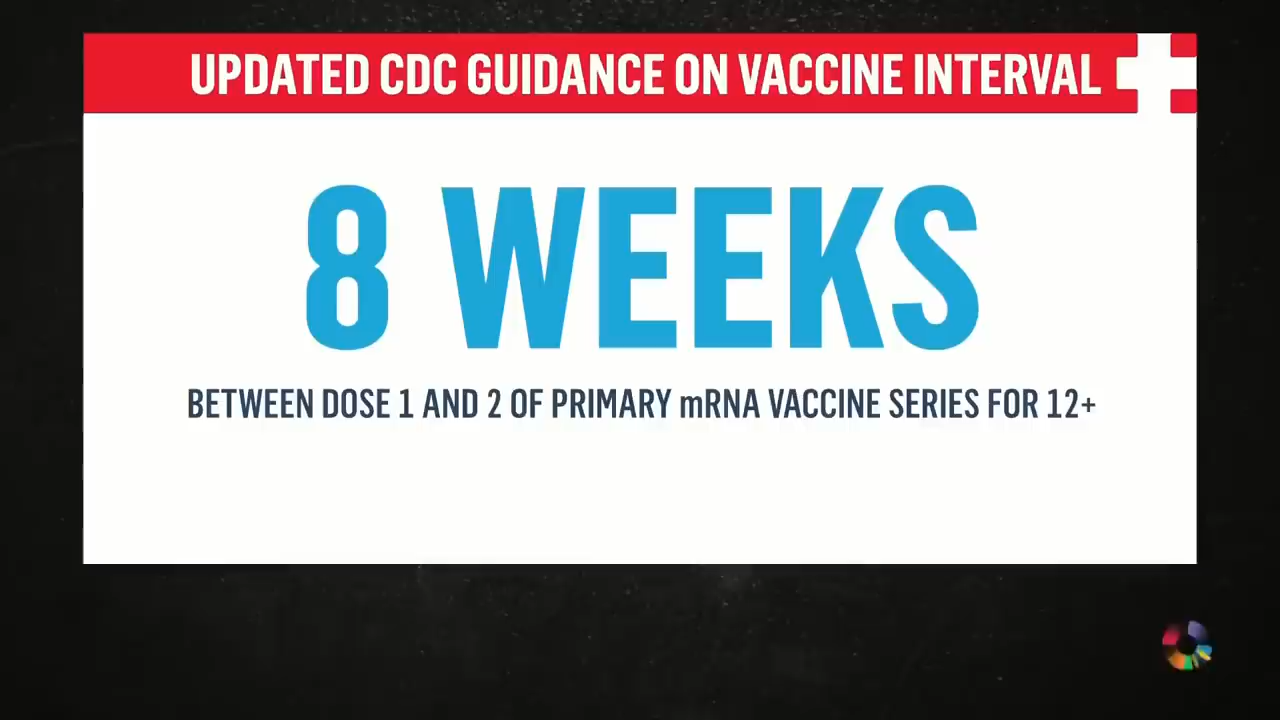 UPDATED CDC GUIDANCE ON VACCINE INTERVAL
8 WEEKS
BETWEEN DOSE 1 AND 2 OF PRIMARY mRNA VACCINE SERIES FOR 12+